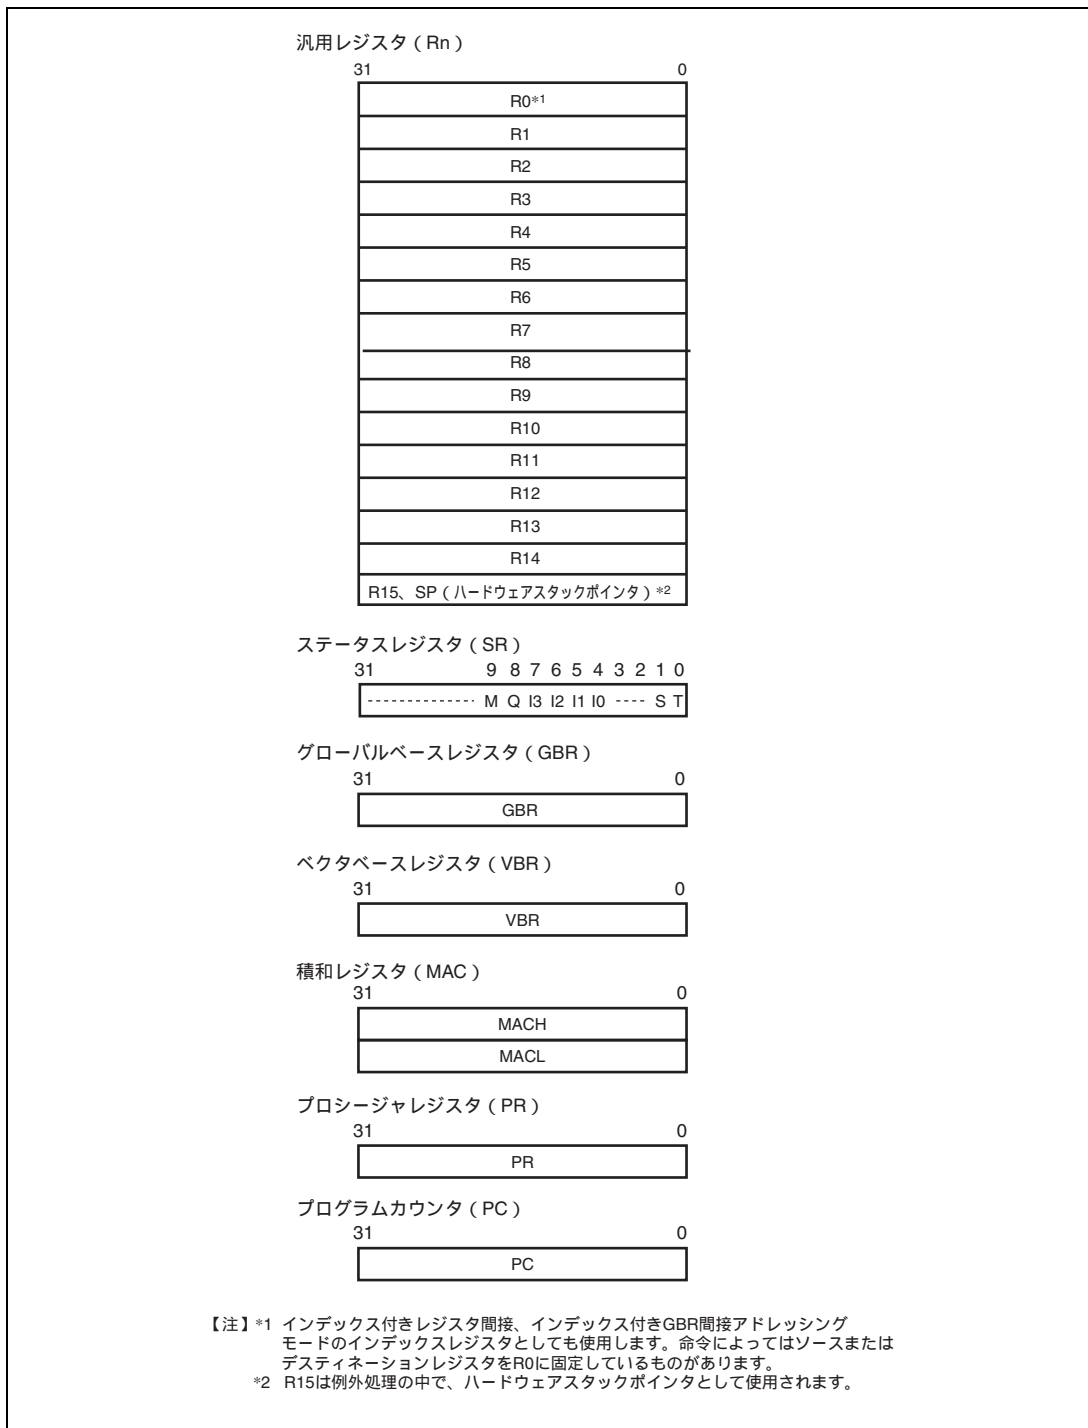 汎用レジスタ（Rn）
31 0
R0*1
R1
R2
R3
R4
R5
R6
R7
R8
R9
R10
R11
R12
R13
R14
R15、SP（ハードウェアスタックポインタ）*2
ステータスレジスタ（SR）
31 9 8 7 6 5 4 3 2 1 0
-------------- M Q I3 I2 I1 I0 ---- S T
グローバルベースレジスタ（GBR）
31 0
GBR
ベクタベースレジスタ（VBR）
31 0
VBR
積和レジスタ（MAC）
31 0
MACH
MACL
プロシージャレジスタ（PR）
31 0
PR
プログラムカウンタ（PC）
31 0
PC
【注】*1 インデックス付きレジスタ間接、インデックス付きGBR間接アドレッシング
モードのインデックスレジスタとしても使用します。命令によってはソースまたは
デスティネーションレジスタをR0に固定しているものがあります。
*2 R15は例外処理の中で、ハードウェアスタックポインタとして使用されます。